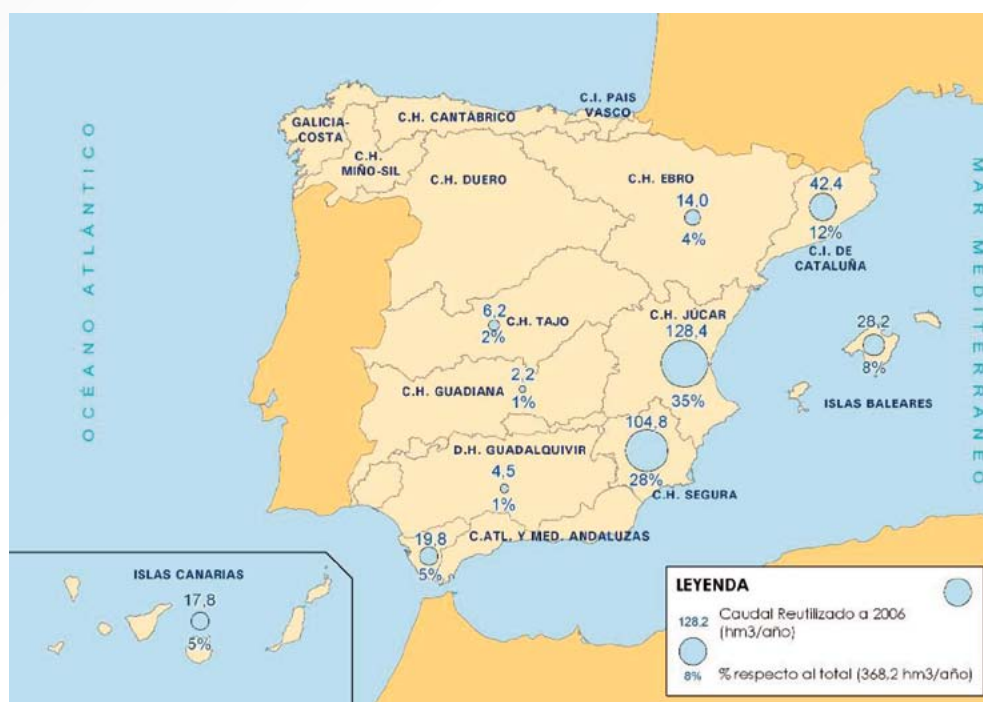 OCÉANO ATLÁNTICO
MAR MEDITERRANEO
GALICIA-
COSTA
C.H. CANTÁBRICO
C.I. PAIS
VASCO
C.H.
MIÑO-SIL
C.H. DUERO
C.H. EBRO
14,0
4%
42,4
12%
C.I. DE
CATALUÑA
6,2
C.H. TAJO
2%
C.H. JÚCAR
128,4
35%
28,2
8%
ISLAS BALEARES
2,2
C.H. GUADIANA
1%
104,8
28%
C.H. SEGURA
D.H. GUADALQUIVIR
4,5
1%
C.ATL. Y MED. ANDALUZAS
19,8
5%
ISLAS CANARIAS
17,8
5%
LEYENDA
128,2 Caudal Reutilizado a 2006
(hm3/año)
8% % respecto al total (368,2 hm3/año)